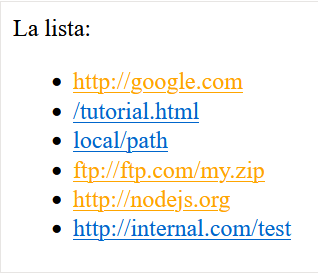 La lista:
http://google.com
/tutorial.html
local/path
ftp://ftp.com/my.zip
http://nodejs.org
http://internal.com/test